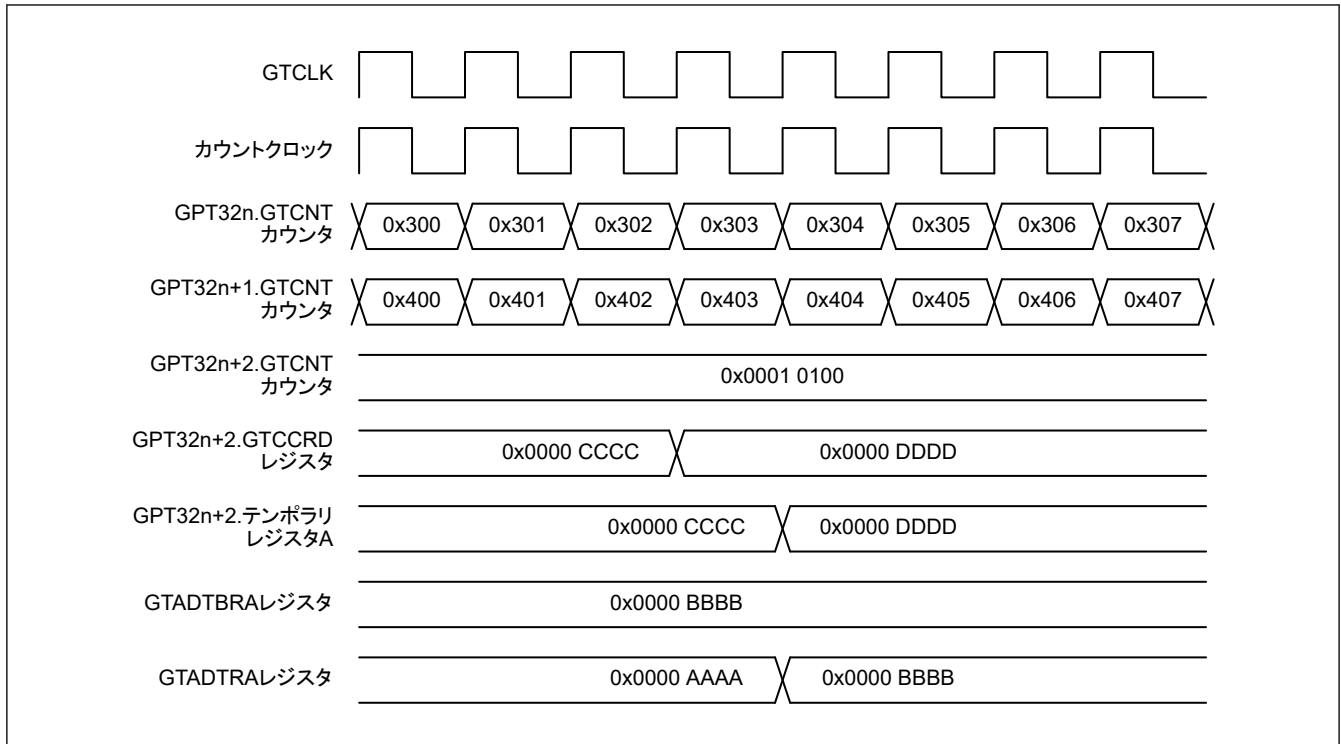 GTCLK
カウントクロック
GPT32n.GTCNT
カウンタ
0x300 0x301 0x302 0x303 0x304 0x305 0x306 0x307
GPT32n+1.GTCNT
カウンタ
0x400 0x401 0x402 0x403 0x404 0x405 0x406 0x407
GPT32n+2.GTCNT
カウンタ
0x0001 0100
GPT32n+2.GTCCRD
レジスタ
0x0000 CCCC 0x0000 DDDD
GPT32n+2.テンポラリ
レジスタA
0x0000 CCCC 0x0000 DDDD
GTADTBRAレジスタ
0x0000 BBBB
GTADTRAレジスタ
0x0000 AAAA 0x0000 BBBB